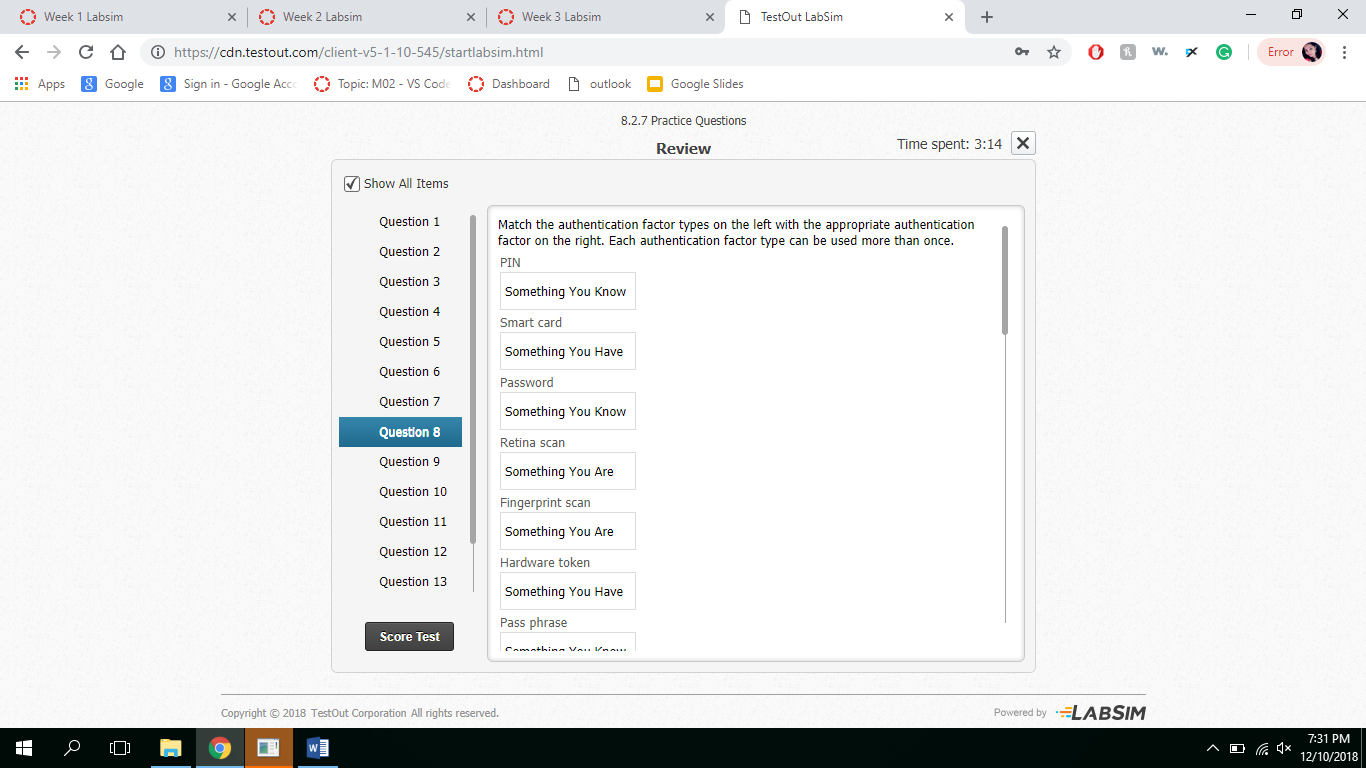 Week 1 Labsim
Week 2 Labsim
Week 3 Labsim
TestOut LabSim
https://cdn.testout.com/client-v5-1-10-545/startlabsim.html
Error
Apps
Google
Sign in - Google Acco
Topic: M02 - VS Code
Dashboard
outlook
Google Slides
8.2.7 Practice Questions
Review
Time spent: 3:14
Show All Items
Question 1
Question 2
Question 3
Question 4
Question 5
Question 6
Question 7
Question 8
Question 9
Question 10
Question 11
Question 12
Question 13
Score Test
Match the authentication factor types on the left with the appropriate authentication
factor on the right. Each authentication factor type can be used more than once.
PIN
Something You Know
Smart card
Something You Have
Password
Something You Know
Retina scan
Something You Are
Fingerprint scan
Something You Are
Hardware token
Something You Have
Pass phrase
Something You Know
Copyright © 2018 TestOut Corporation All rights reserved.
Powered by LABSIM
7:31 PM
12/10/2018